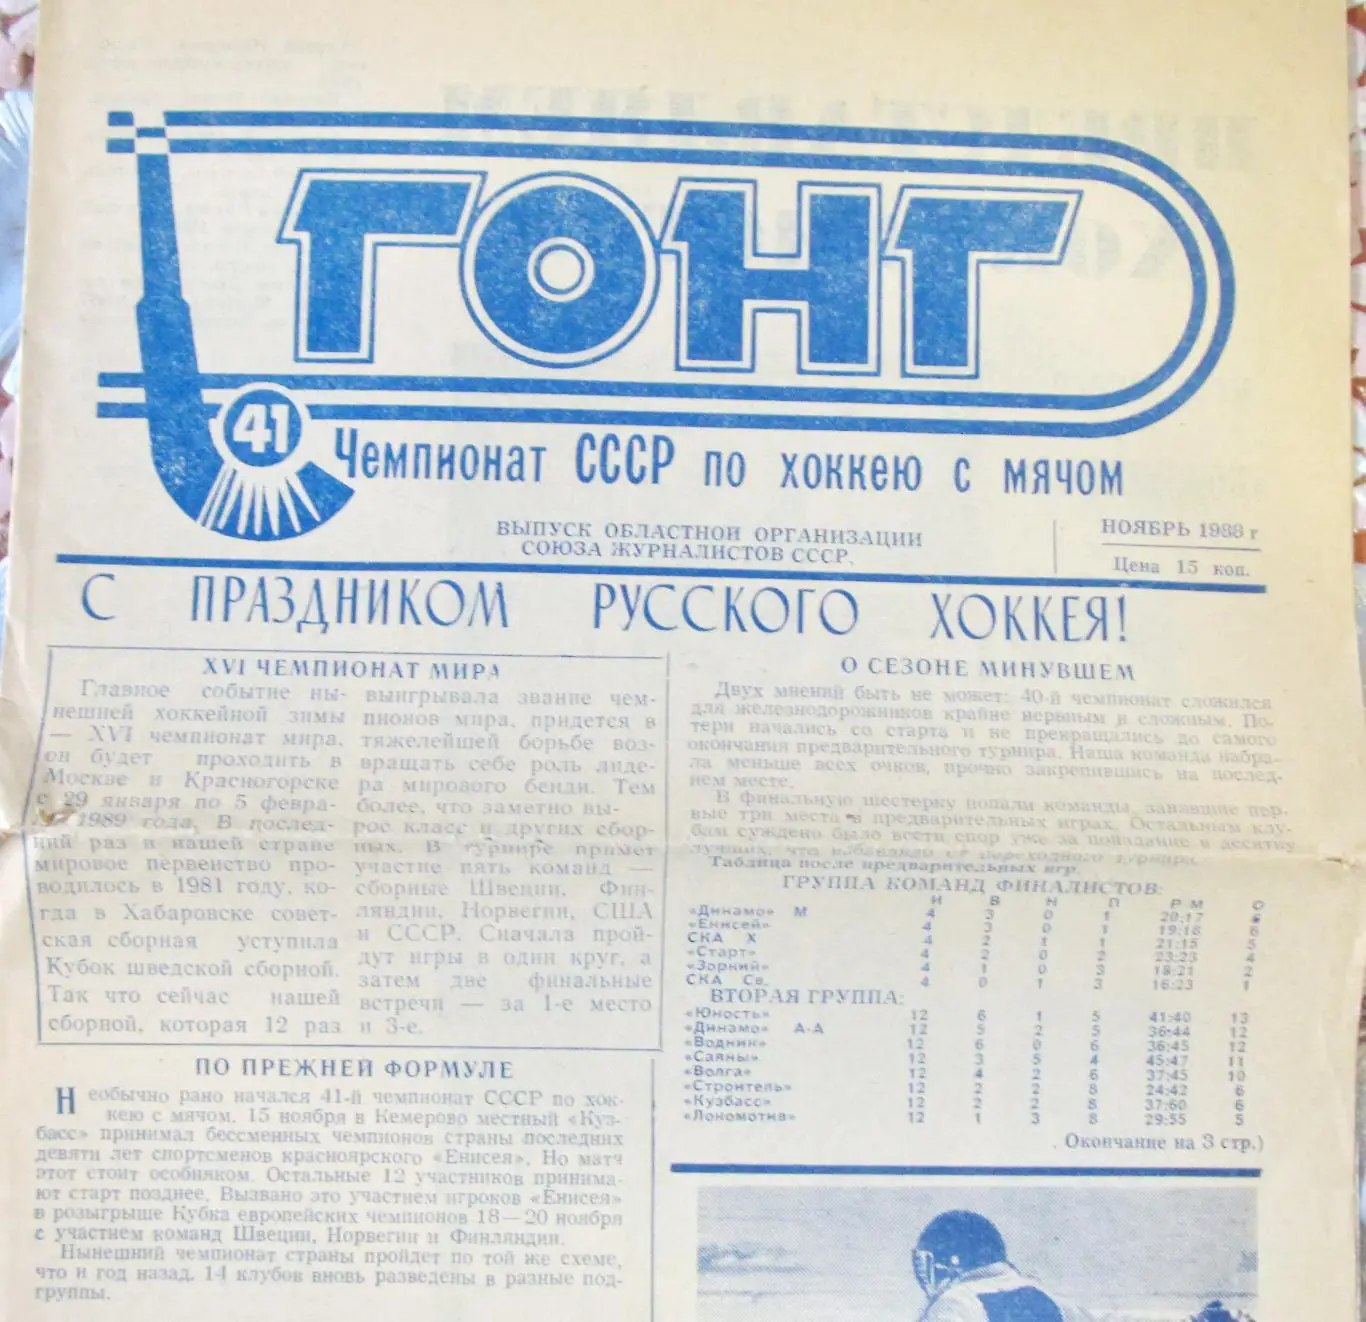 ГОНГ
41
Чемпионат СССР по хоккею с мячом
ВЫПУСК ОБЛАСТНОЙ ОРГАНИЗАЦИИ
СОЮЗА ЖУРНАЛИСТОВ СССР.
НОЯБРЬ 1988 г
Цена 15 коп.
С ПРАЗДНИКОМ РУССКОГО ХОККЕЯ!
XVI ЧЕМПИОНАТ МИРА
Главное событие ны-
нешней хоккейной зимы
— XVI чемпионат мира,
он будет проходить в
Москве и Красногорске
с 29 января по 5 февра-
1989 года. В послед-
ний раз в нашей стране
мировое первенство про-
водилось в 1981 году, ко-
гда в Хабаровске совет-
ская сборная уступила
Кубок шведской сборной.
Так что сейчас нашей
сборной, которая 12 раз
выигрывала звание чем-
пионов мира, придется в
тяжелейшей борьбе воз-
вращать себе роль лиде-
ра мирового бенди. Тем
более, что заметно вы-
рос класс и других сбор-
ных. В турнире примет
участие пять команд —
сборные Швеции, Фин-
ляндии, Норвегии, США
и СССР. Сначала прой-
дут игры в один круг, а
затем две финальные
встречи — за 1-е место
и 3-е.
ПО ПРЕЖНЕЙ ФОРМУЛЕ
Необычно рано начался 41-й чемпионат СССР по хок-
кею с мячом. 15 ноября в Кемерово местный «Куз-
басс» принимал бессменных чемпионов страны последних
девяти лет спортсменов красноярского «Енисея». Но матч
этот стоит особняком. Остальные 12 участников принима-
ют старт позднее. Вызвано это участием игроков «Енисея»
в розыгрыше Кубка европейских чемпионов 18—20 ноября
с участием команд Швеции, Норвегии и Финляндии.
Нынешний чемпионат страны пройдет по той же схеме,
что и год назад. 14 клубов вновь разведены в разные под-
группы.
О СЕЗОНЕ МИНУВШЕМ
Двух мнений быть не может: 40-й чемпионат сложился
для железнодорожников крайне нервным и сложным. По-
тери начались со старта и не прекращались до самого
окончания предварительного турнира. Наша команда набра-
ла меньше всех очков, прочно закрепившись на послед-
нем месте.
В финальную шестерку попали команды, занявшие пер-
вые три места в предварительных играх. Остальным клу-
бам суждено было вести спор уже за попадание в десятку
лучших, что избавляло от переходного турнира.
Таблица после предварительных игр.
ГРУППА КОМАНД ФИНАЛИСТОВ:
И В Н П Р М О
«Динамо» М 4 3 0 1 20:17 6
«Енисей» 4 3 0 1 19:18 6
СКА Х 4 2 1 1 21:15 5
«Старт» 4 2 0 2 23:23 4
«Зоркий» 4 1 0 3 18:21 2
СКА Св. 4 0 1 3 16:23 1
ВТОРАЯ ГРУППА:
«Юность» 12 6 1 5 41:40 13
«Динамо» А-А 12 5 2 5 36:44 12
«Водник» 12 6 0 6 36:45 12
«Саяны» 12 3 5 4 45:47 11
«Волга» 12 4 2 6 37:45 10
«Строитель» 12 2 2 8 24:42 6
«Кузбасс» 12 2 2 8 37:60 6
«Локомотив» 12 1 3 8 29:55 5
Окончание на 3 стр.)